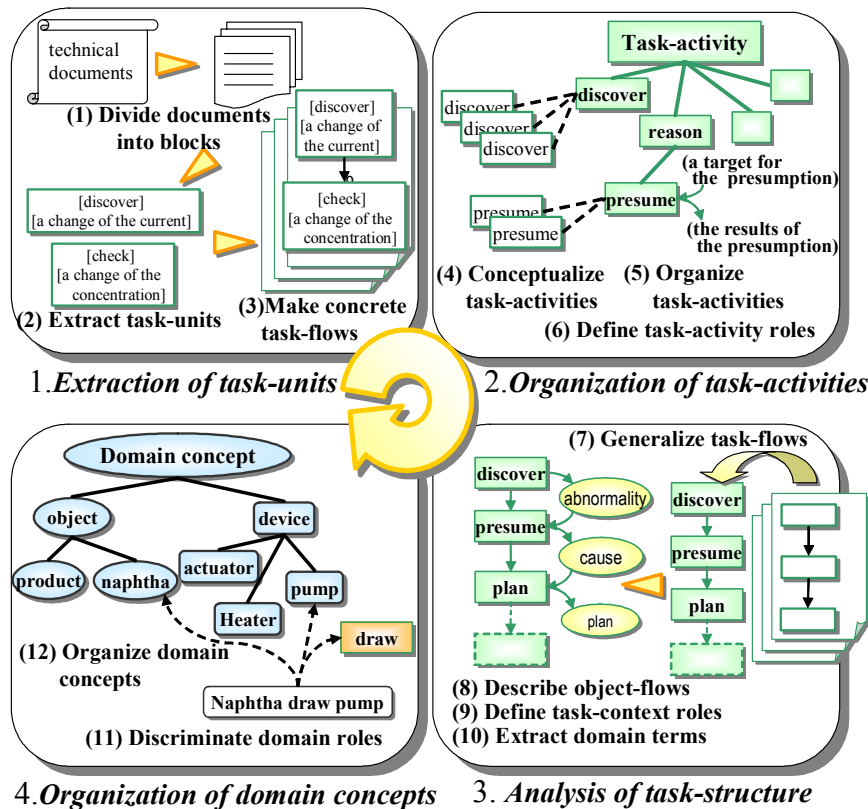 technical
documents
(1) Divide documents
into blocks
[discover]
[a change of
the current]
[check]
[a change of the
concentration]
[discover]
[a change of the current]
[check]
[a change of the
concentration]
(2) Extract task-units
(3)Make concrete
task-flows
1.Extraction of task-units
Task-activity
discover
discover
discover
discover
reason
presume
presume
presume
(a target for
the presumption)
(the results of
the presumption)
(4) Conceptualize
task-activities
(5) Organize
task-activities
(6) Define task-activity roles
2.Organization of task-activities
Domain concept
object
device
product
naphtha
actuator
pump
Heater
draw
(12) Organize domain
concepts
Naphtha draw pump
(11) Discriminate domain roles
4.Organization of domain concepts
(7) Generalize task-flows
discover
abnormality
presume
cause
plan
plan
discover
presume
plan
(8) Describe object-flows
(9) Define task-context roles
(10) Extract domain terms
3. Analysis of task-structure